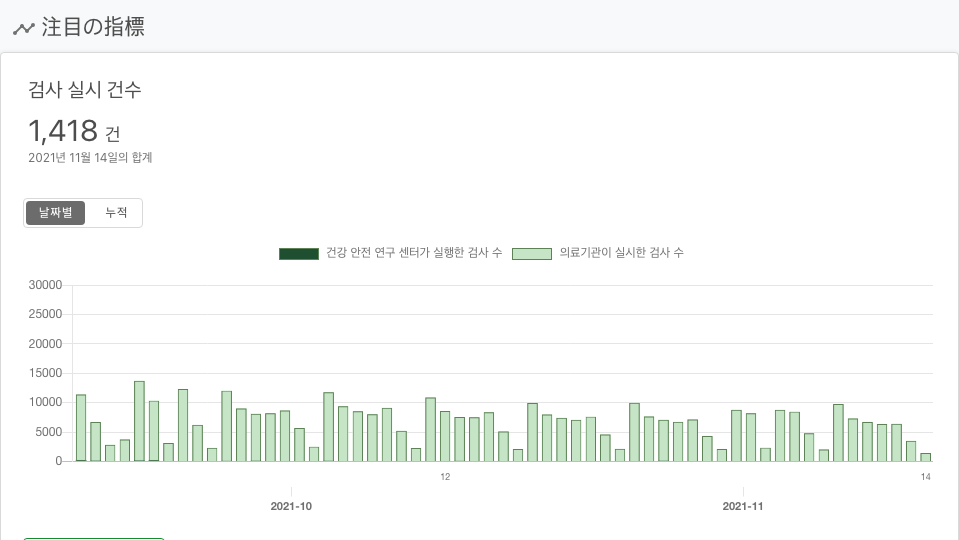 注目の指標
검사 실시 건수
1,418 건
2021년 11월 14일의 합계
날짜별 누적
건강 안전 연구 센터가 실행한 검사 수 의료기관이 실시한 검사 수
30000
25000
20000
15000
10000
5000
0
12 14
2021-10 2021-11